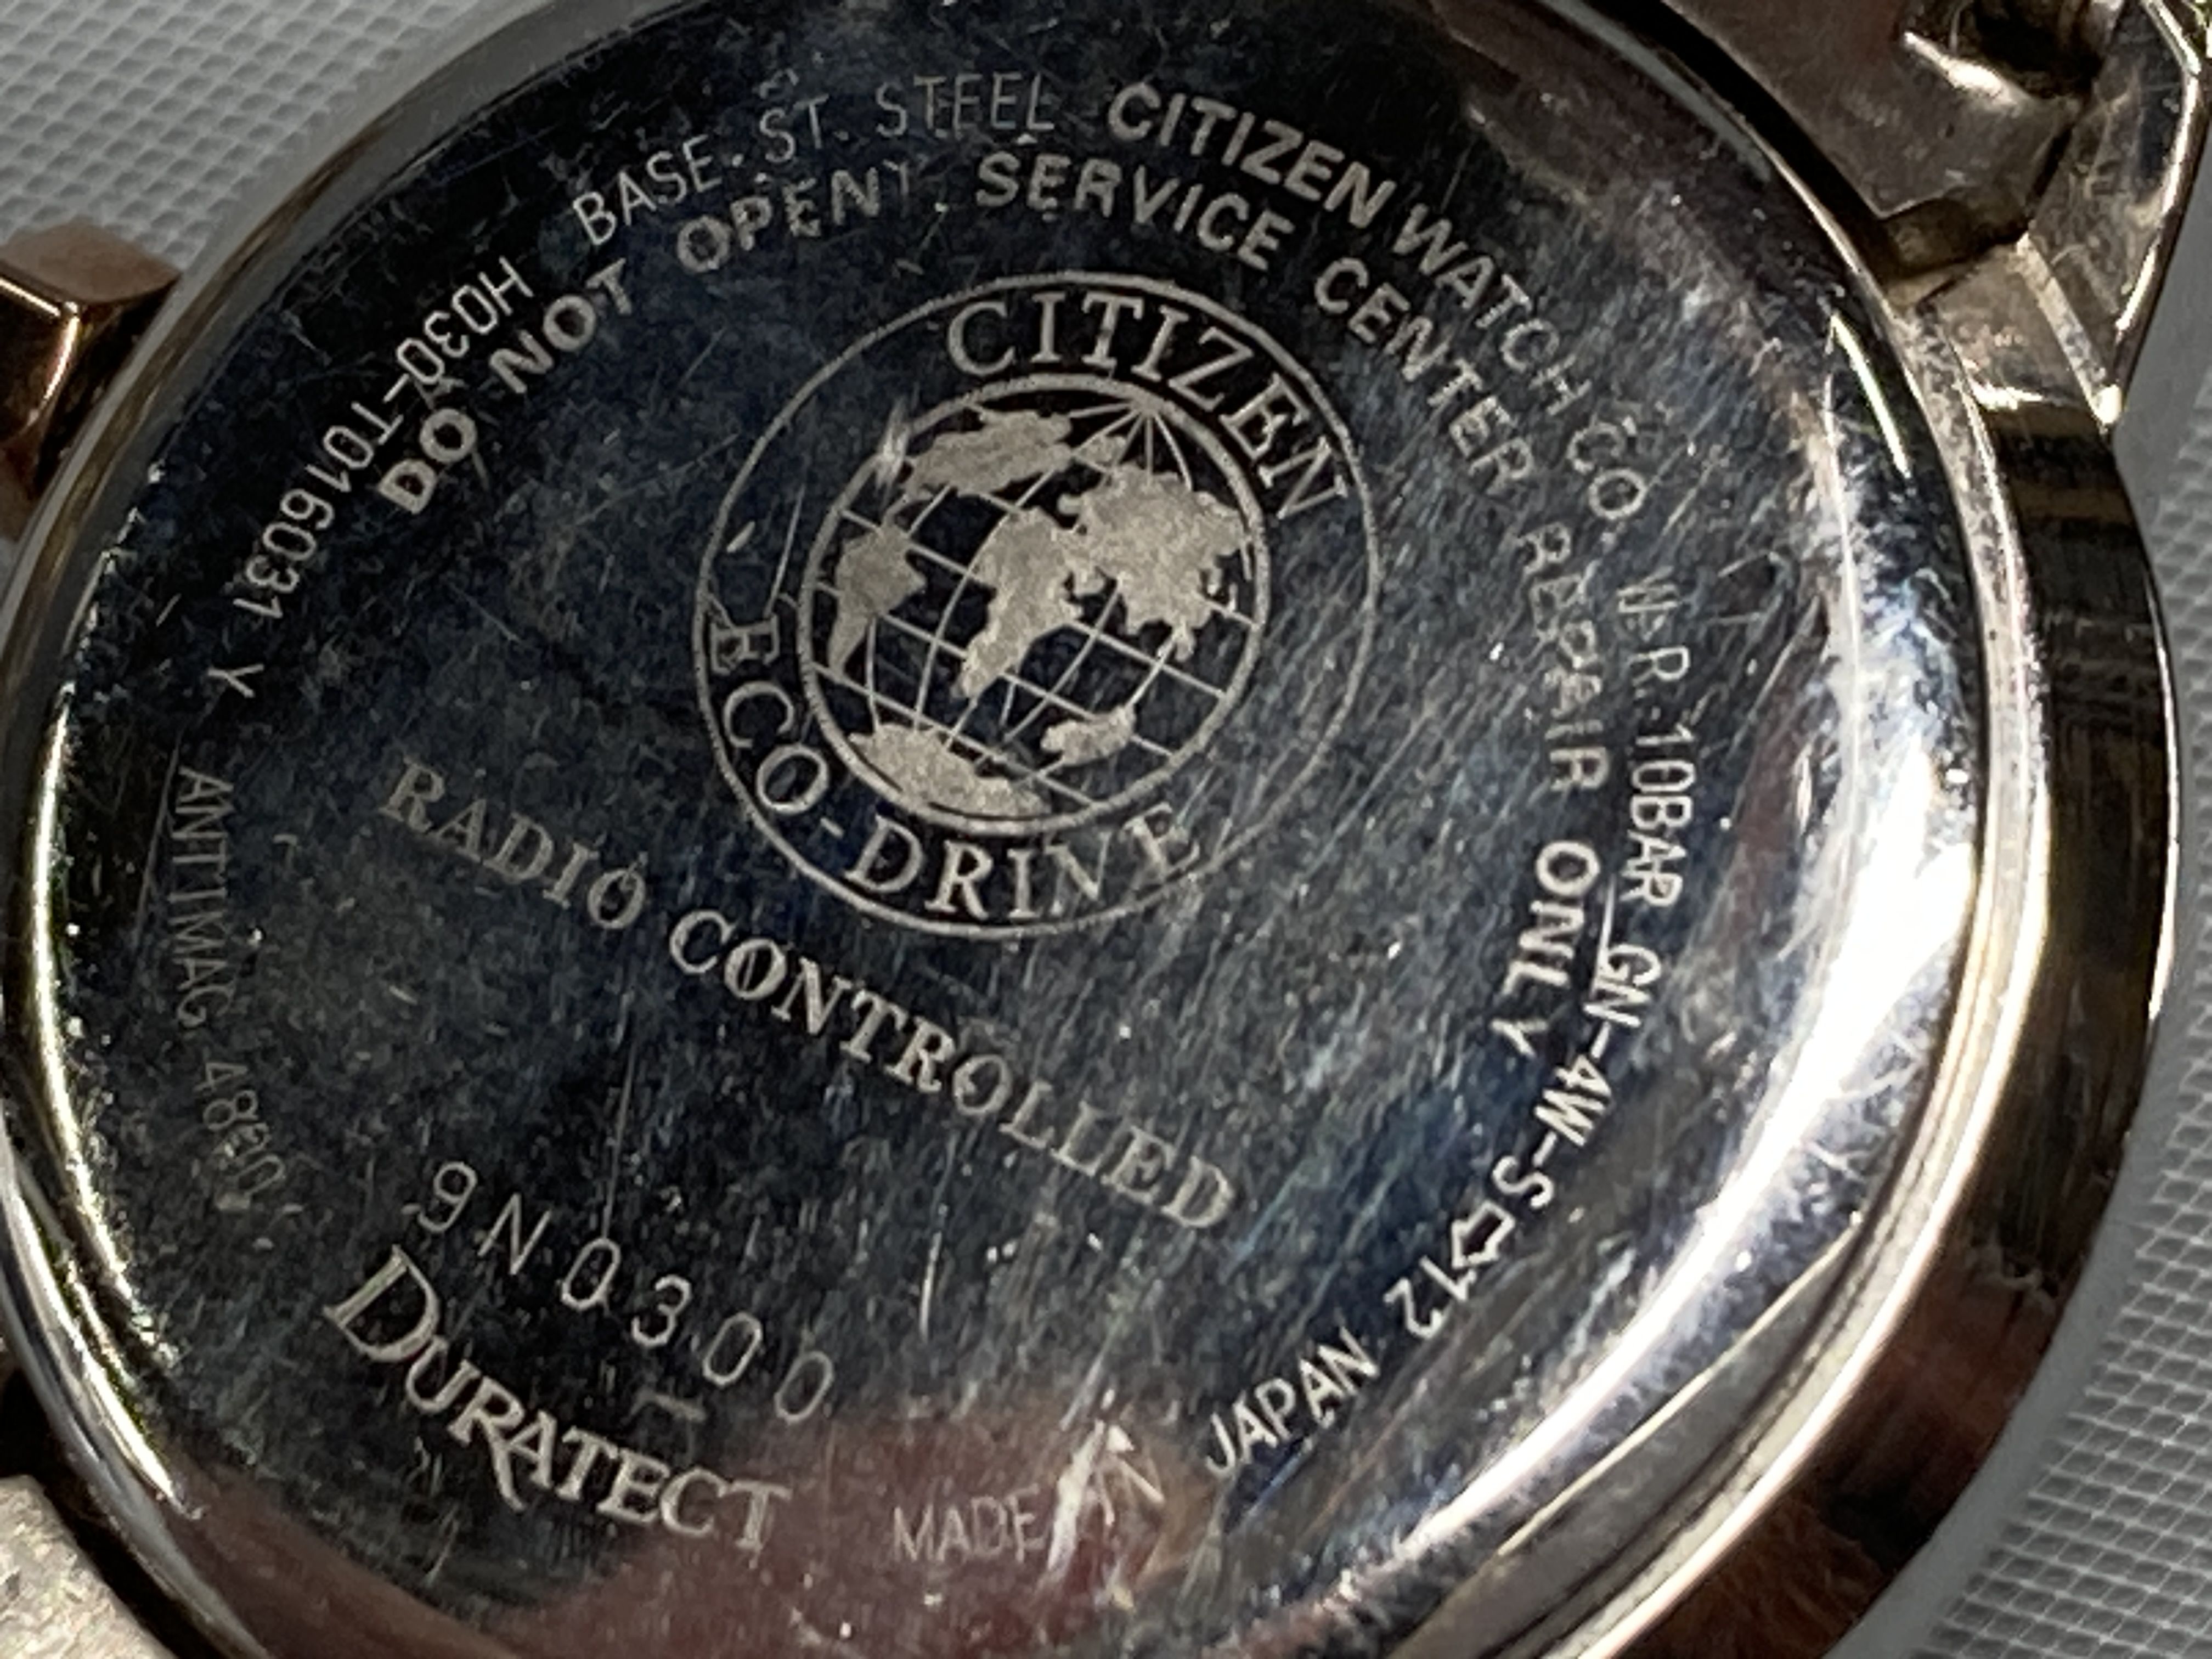 H030-T016031 Y BASE-ST. STEEL CITIZEN WATCH CO. W.R.10BAR GN-4W-S 12
DO NOT OPEN. SERVICE CENTER REPAIR ONLY
CITIZEN
ECO-DRIVE
RADIO CONTROLLED
ANTIMAG
9N0300
DURATECT
MADE IN JAPAN